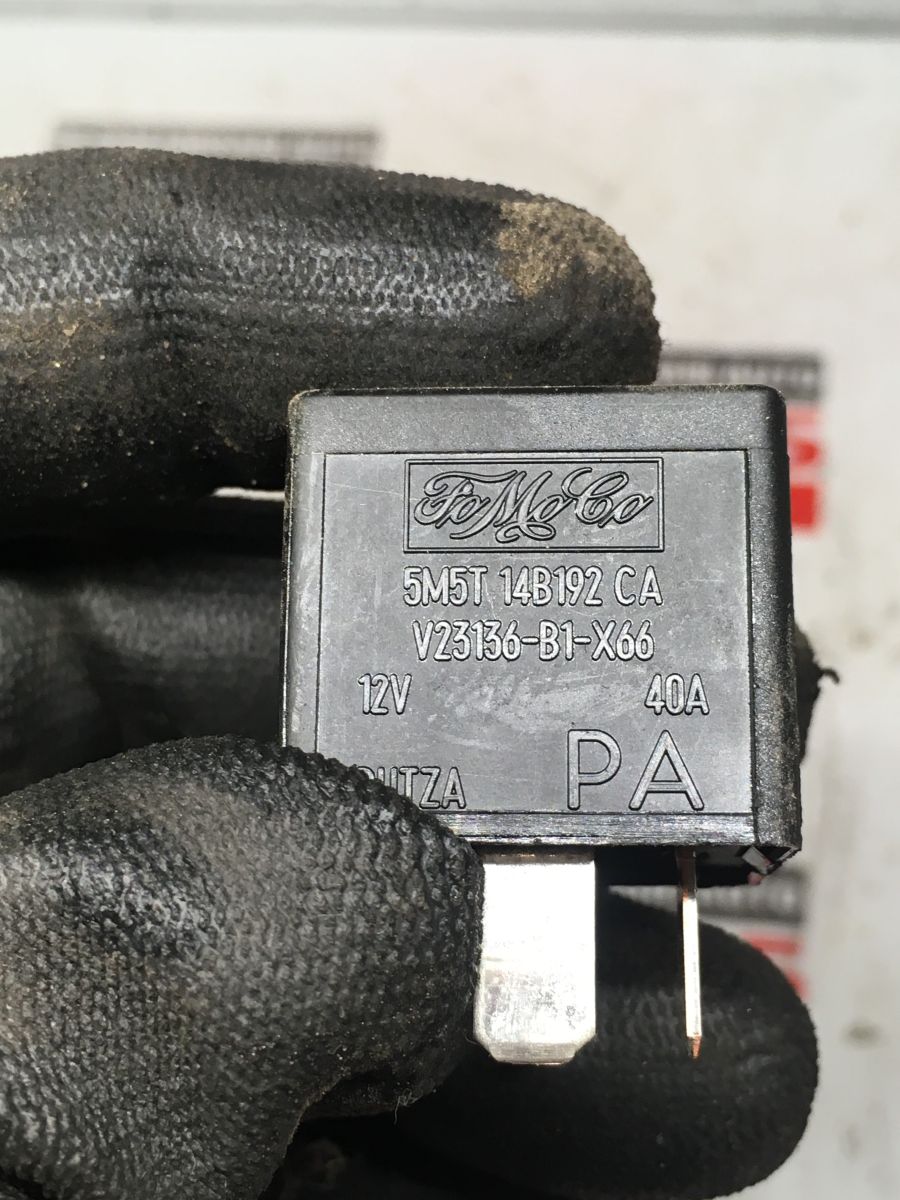 FoMoCo
5M5T 14B192 CA
V23136-B1-X66
12V 40A
PA